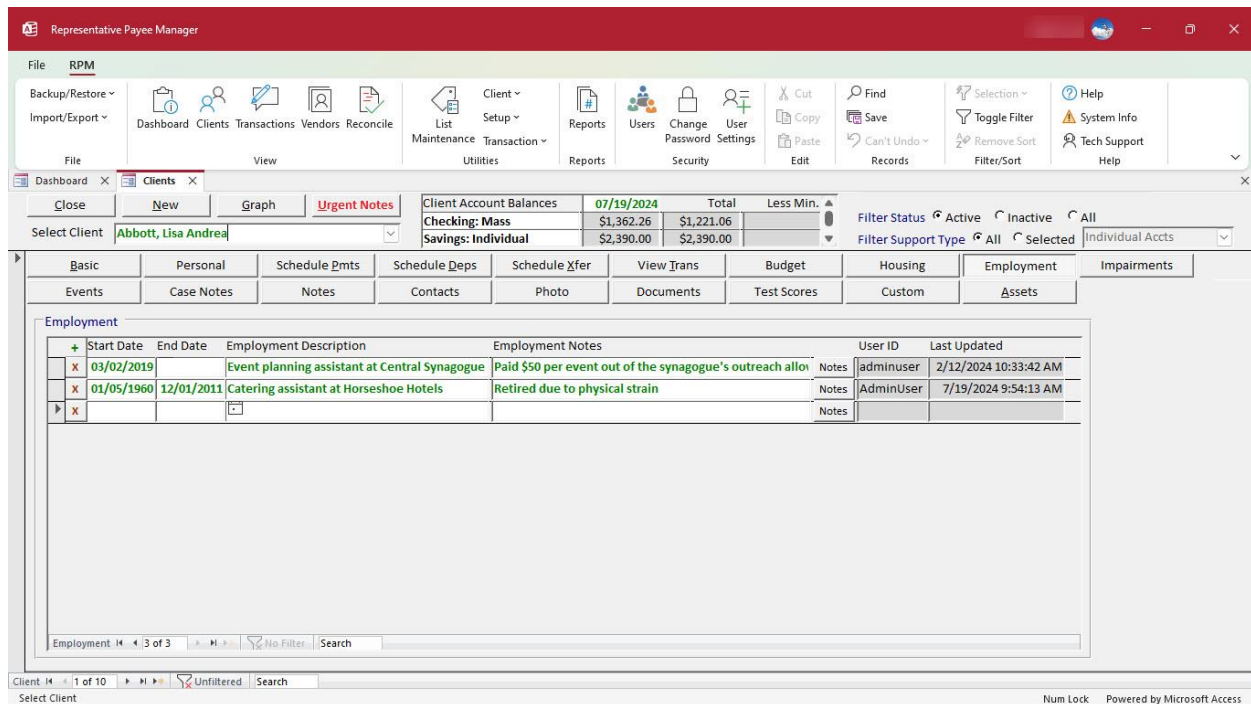 Representative Payee Manager
File RPM
Backup/Restore
Import/Export
Dashboard Clients Transactions Vendors Reconcile
List Maintenance
Client
Setup
Transaction
Reports
Users Change Password User Settings
Cut
Copy
Paste
Find
Save
Can't Undo
Selection
Toggle Filter
Remove Sort
Help
System Info
Tech Support
File View Utilities Reports Security Edit Records Filter/Sort Help
Dashboard X Clients X
Close New Graph Urgent Notes
Select Client Abbott, Lisa Andrea
Client Account Balances 07/19/2024 Total Less Min.
Checking: Mass $1,362.26 $1,221.06
Savings: Individual $2,390.00 $2,390.00
Filter Status Active Inactive All
Filter Support Type All Selected Individual Accts
Basic Personal Schedule Pmts Schedule Deps Schedule Xfer View Trans Budget Housing Employment Impairments
Events Case Notes Notes Contacts Photo Documents Test Scores Custom Assets
Employment
+ Start Date End Date Employment Description Employment Notes User ID Last Updated
x 03/02/2019 Event planning assistant at Central Synagogue Paid $50 per event out of the synagogue's outreach allov Notes adminuser 2/12/2024 10:33:42 AM
x 01/05/1960 12/01/2011 Catering assistant at Horseshoe Hotels Retired due to physical strain Notes AdminUser 7/19/2024 9:54:13 AM
x Notes
Employment 3 of 3 No Filter Search
Client 1 of 10 Unfiltered Search
Select Client Num Lock Powered by Microsoft Access